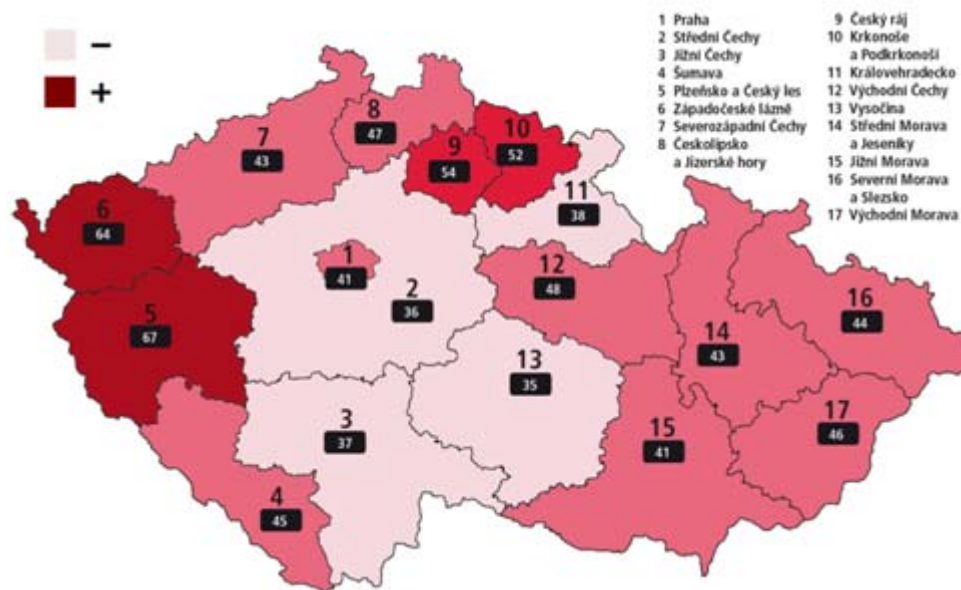 −
+
1 Praha
2 Střední Čechy
3 Jižní Čechy
4 Šumava
5 Plzeňsko a Český les
6 Západočeské lázně
7 Severozápadní Čechy
8 Českolipsko
a Jizerské hory
9 Český ráj
10 Krkonoše
a Podkrkonoší
11 Královehradecko
12 Východní Čechy
13 Vysočina
14 Střední Morava
a Jeseníky
15 Jižní Morava
16 Severní Morava
a Slezsko
17 Východní Morava
8
47
7
43
10
52
9
54
11
38
6
64
1
41
2
36
12
48
16
44
5
67
14
43
13
35
3
37
15
41
17
46
4
45